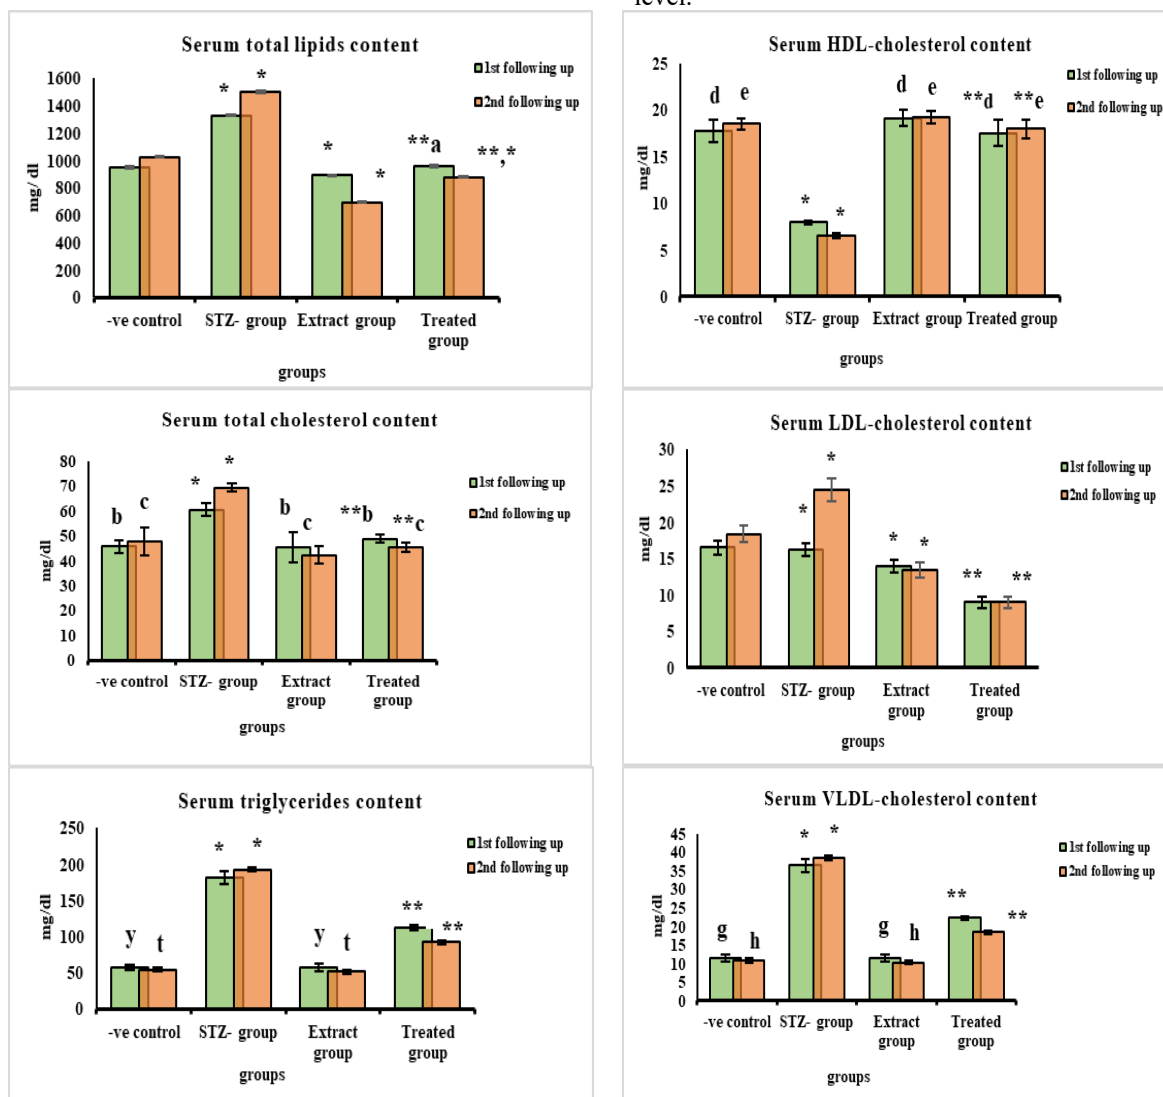 level.
Serum total lipids content
1st following up
2nd following up
1600
1400
1200
1000
800
600
400
200
0
mg/ dl
* *
* *
**a **,*
-ve control STZ- group Extract group Treated group
groups
Serum HDL-cholesterol content
1st following up
2nd following up
25
20
15
10
5
0
mg/dl
d e
* *
d e
**d **e
-ve control STZ- group Extract group Treated group
groups
Serum total cholesterol content
1st following up
2nd following up
80
70
60
50
40
30
20
10
0
mg/dl
b c
* *
b c
**b **c
-ve control STZ- group Extract group Treated group
groups
Serum LDL-cholesterol content
1st following up
2nd following up
30
25
20
15
10
5
0
mg/dl
* *
* *
** **
-ve control STZ- group Extract group Treated group
groups
Serum triglycerides content
1st following up
2nd following up
250
200
150
100
50
0
mg/dl
y t
* *
y t
** **
-ve control STZ- group Extract group Treated group
groups
Serum VLDL-cholesterol content
1st following up
2nd following up
45
40
35
30
25
20
15
10
5
0
mg/dl
g h
* *
g h
** **
-ve control STZ- group Extract group Treated group
groups